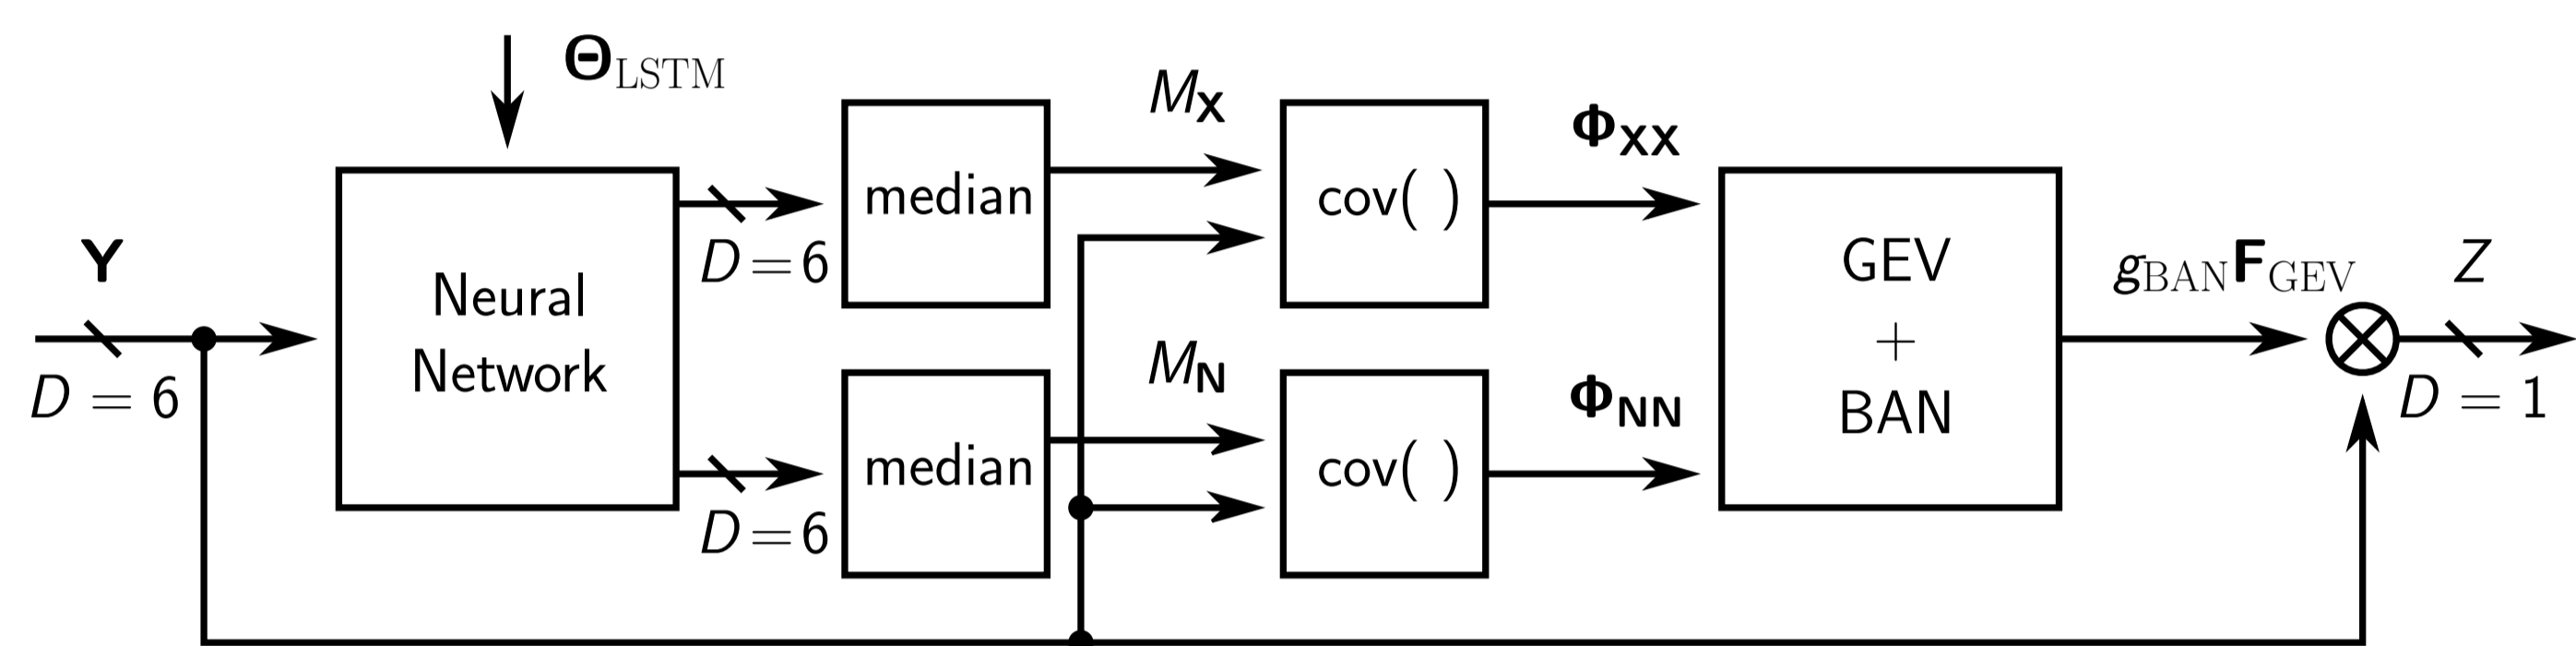 Θ_LSTM
Y
D = 6
Neural
Network
D = 6
D = 6
median
median
M_X
M_N
cov( )
cov( )
Φ_XX
Φ_NN
GEV
+
BAN
g_BAN F_GEV
Z
D = 1